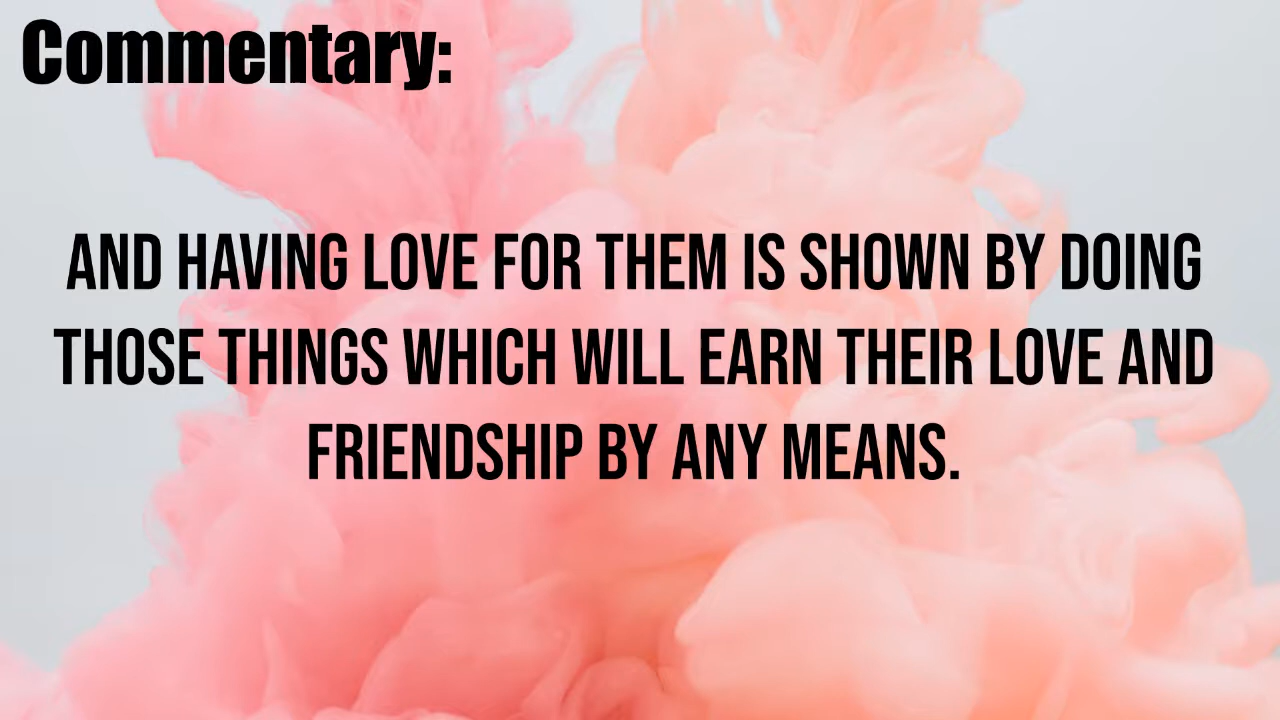 Commentary:
AND HAVING LOVE FOR THEM IS SHOWN BY DOING
THOSE THINGS WHICH WILL EARN THEIR LOVE AND
FRIENDSHIP BY ANY MEANS.